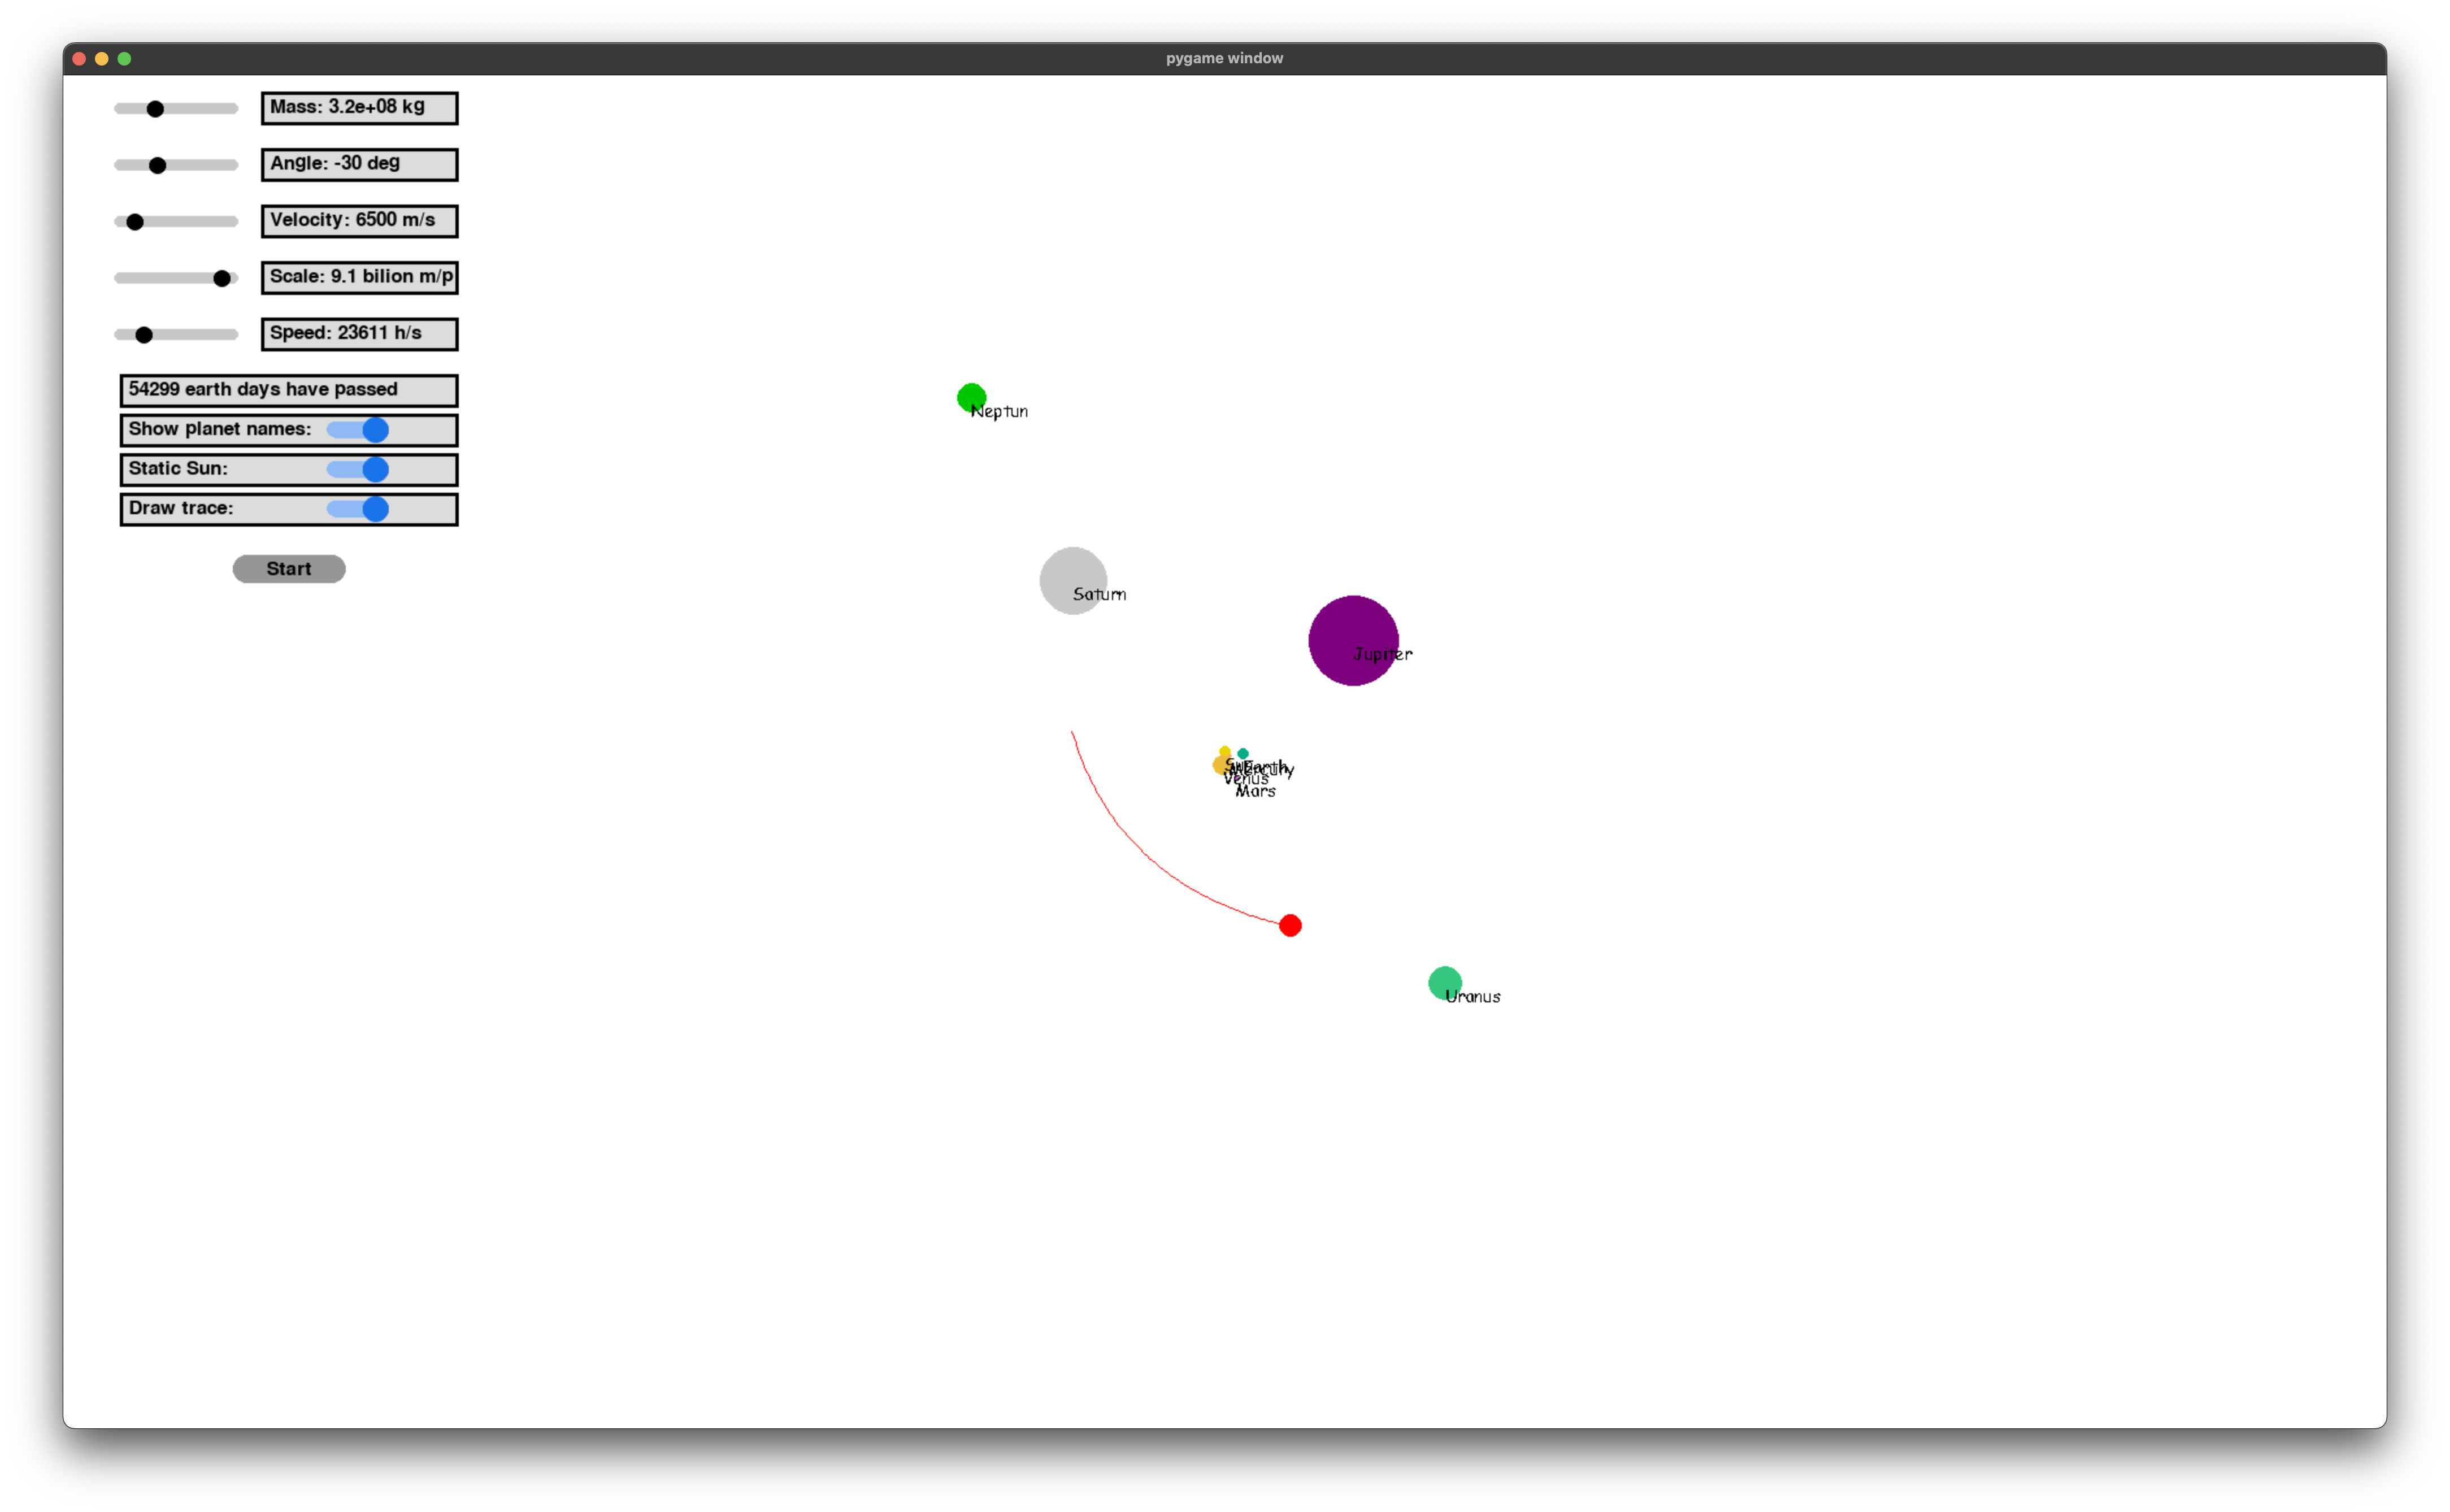 pygame window
Mass: 3.2e+08 kg
Angle: -30 deg
Velocity: 6500 m/s
Scale: 9.1 bilion m/p
Speed: 23611 h/s
54299 earth days have passed
Show planet names:
Static Sun:
Draw trace:
Start
Neptun
Saturn
Jupiter
Earth
Mercury
Venus
Mars
Uranus